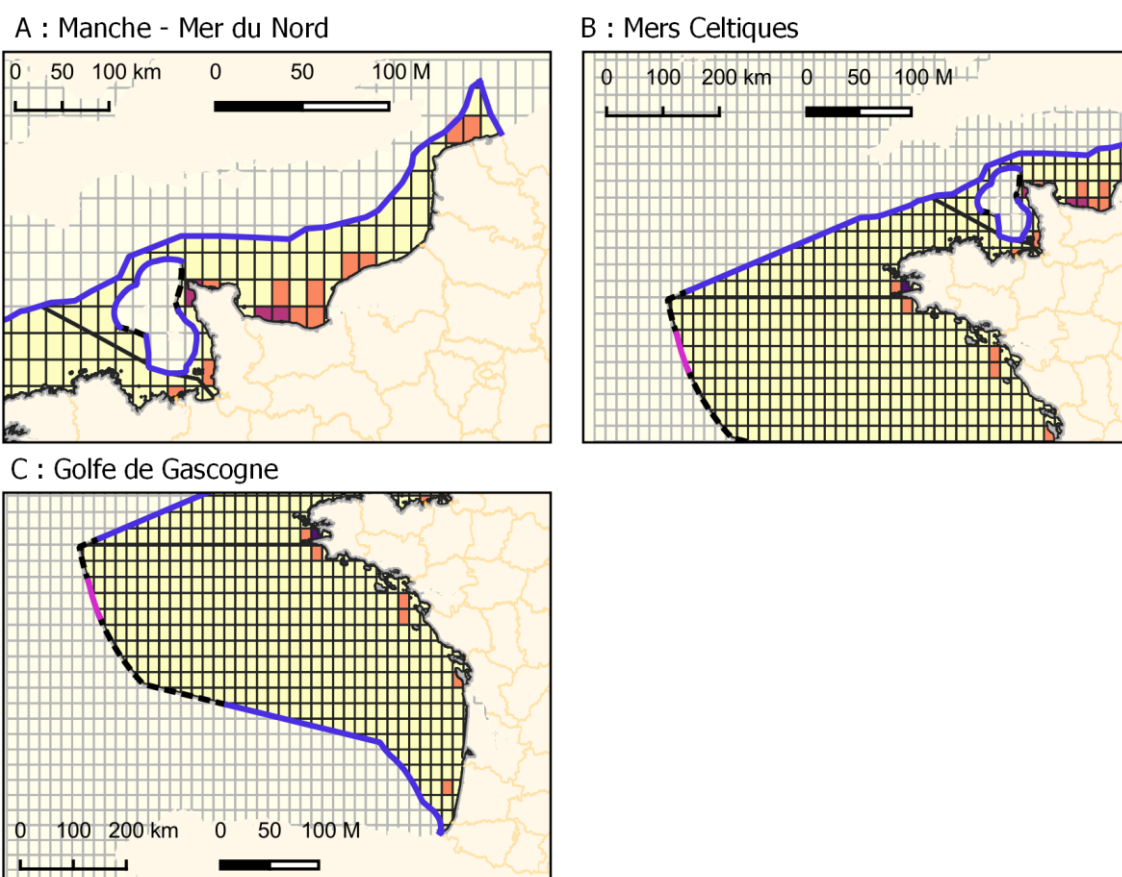 A : Manche - Mer du Nord
0 50 100 km 0 50 100 M
B : Mers Celtiques
0 100 200 km 0 50 100 M
C : Golfe de Gascogne
0 100 200 km 0 50 100 M